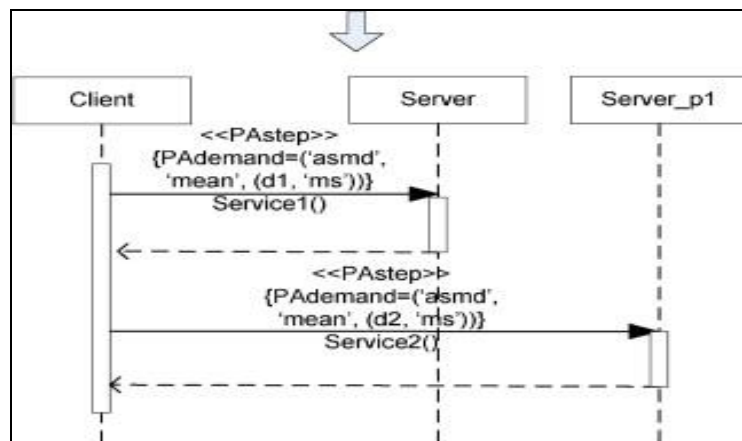 Client
Server
Server_p1
<<PAstep>>
{PAdemand=('asmd',
'mean', (d1, 'ms'))}
Service1()
<<PAstep>>
{PAdemand=('asmd',
'mean', (d2, 'ms'))}
Service2()